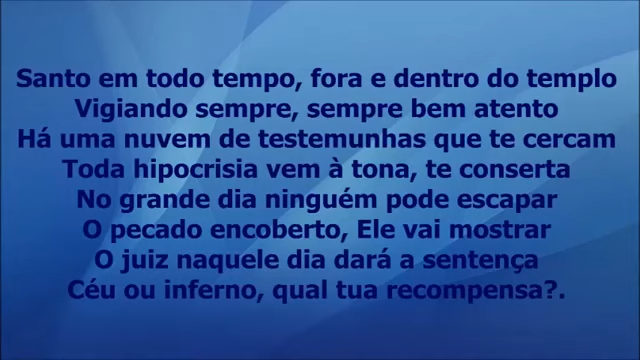 Santo em todo tempo, fora e dentro do templo
Vigiando sempre, sempre bem atento
Há uma nuvem de testemunhas que te cercam
Toda hipocrisia vem à tona, te conserta
No grande dia ninguém pode escapar
O pecado encoberto, Ele vai mostrar
O juiz naquele dia dará a sentença
Céu ou inferno, qual tua recompensa?.